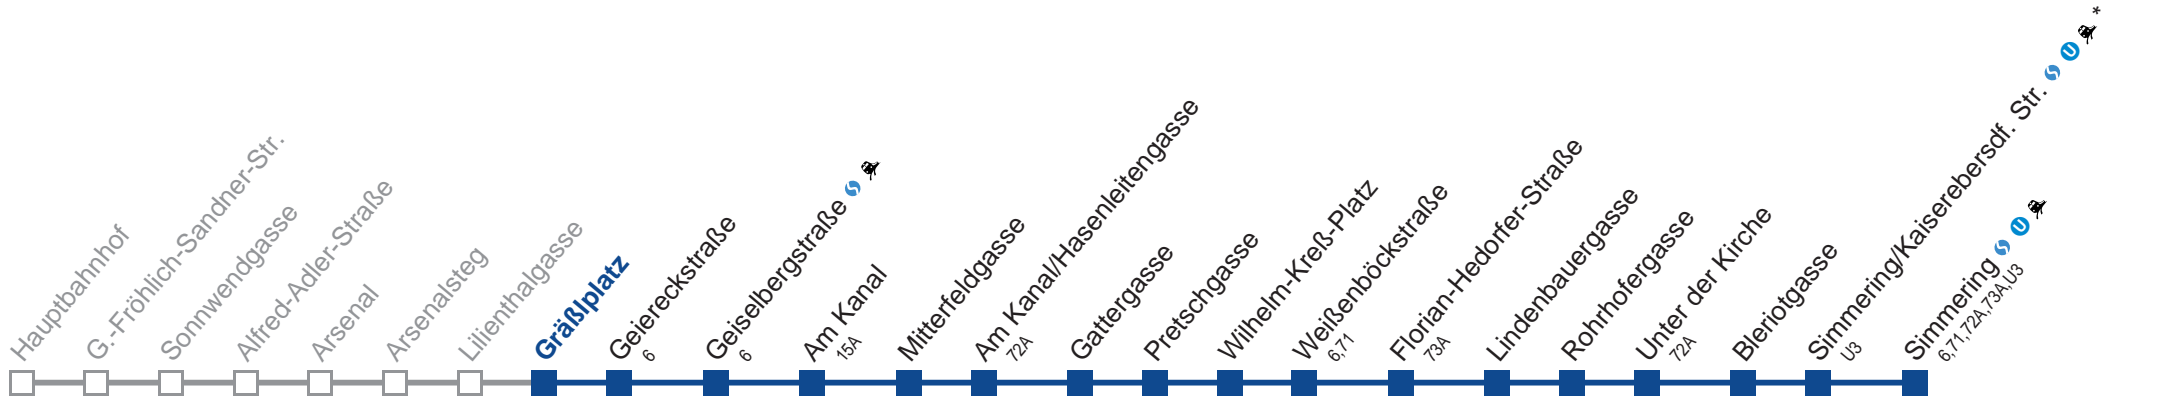 Hauptbahnhof
G.-Fröhlich-Sandner-Str.
Sonnwendgasse
Alfred-Adler-Straße
Arsenal
Arsenalsteg
Lilienthalgasse
Gräßlplatz
Geiereckstraße
6
Geiselbergstraße
6
Am Kanal
15A
Mitterfeldgasse
Am Kanal/Hasenleitengasse
72A
Gattergasse
Pretschgasse
Wilhelm-Kreß-Platz
Weißenböckstraße
6,71
Florian-Hedorfer-Straße
73A
Lindenbauergasse
Rohrhofergasse
Unter der Kirche
72A
Bleriotgasse
Simmering/Kaiserebersdf. Str. S U *
U3
Simmering S U
6,71,72A,73A,U3